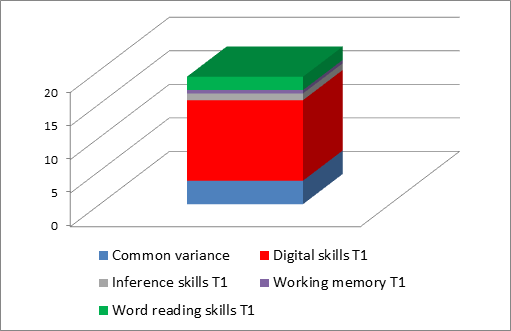 20
15
10
5
0
Common variance Digital skills T1
Inference skills T1 Working memory T1
Word reading skills T1